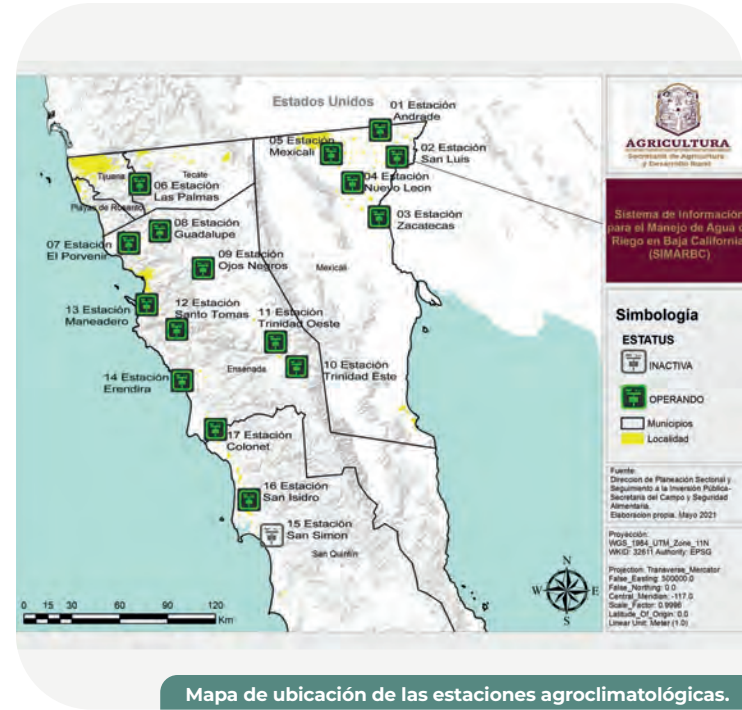 Estados Unidos
01 Estación
Andrade
05 Estación
Mexicali
02 Estación
San Luis
04 Estación
Nuevo Leon
03 Estación
Zacatecas
Tijuana
Tecate
06 Estación
Las Palmas
Playas de Rosarito
08 Estación
Guadalupe
07 Estación
El Porvenir
09 Estación
Ojos Negros
Mexicali
13 Estación
Maneadero
12 Estación
Santo Tomas
11 Estación
Trinidad Oeste
10 Estación
Trinidad Este
Ensenada
14 Estación
Erendira
17 Estación
Colonet
16 Estación
San Isidro
15 Estación
San Simon
San Quintín
0 15 30 60 90 120
Km
N
W E
S
AGRICULTURA
Secretaría de Agricultura
y Desarrollo Rural
Sistema de Información
para el Manejo de Agua d
Riego en Baja California
(SIMARBC)
Simbología
ESTATUS
INACTIVA
OPERANDO
Municipios
Localidad
Fuente:
Direccion de Planeación Sectorial y
Seguimiento a la Inversión Pública-
Secretaria del Campo y Seguridad
Alimentaria.
Elaboracion propia. Mayo 2021
Proyección:
WGS_1984_UTM_Zone_11N
WKID: 32611 Authority: EPSG
Projection: Transverse_Mercator
False_Easting: 500000.0
False_Northing: 0.0
Central_Meridian: -117.0
Scale_Factor: 0.9996
Latitude_Of_Origin: 0.0
Linear Unit: Meter (1.0)
Mapa de ubicación de las estaciones agroclimatológicas.